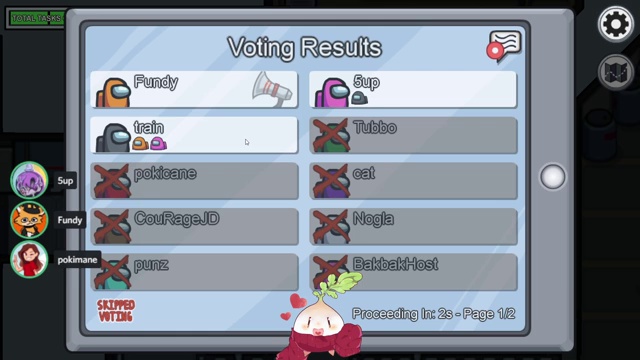 TOTAL TASKS
Voting Results
Fundy
5up
train
Tubbo
pokicane
cat
CouRageJD
Nogla
punz
BakbakHost
5up
Fundy
pokimane
SKIPPED
VOTING
Proceeding In: 2s - Page 1/2